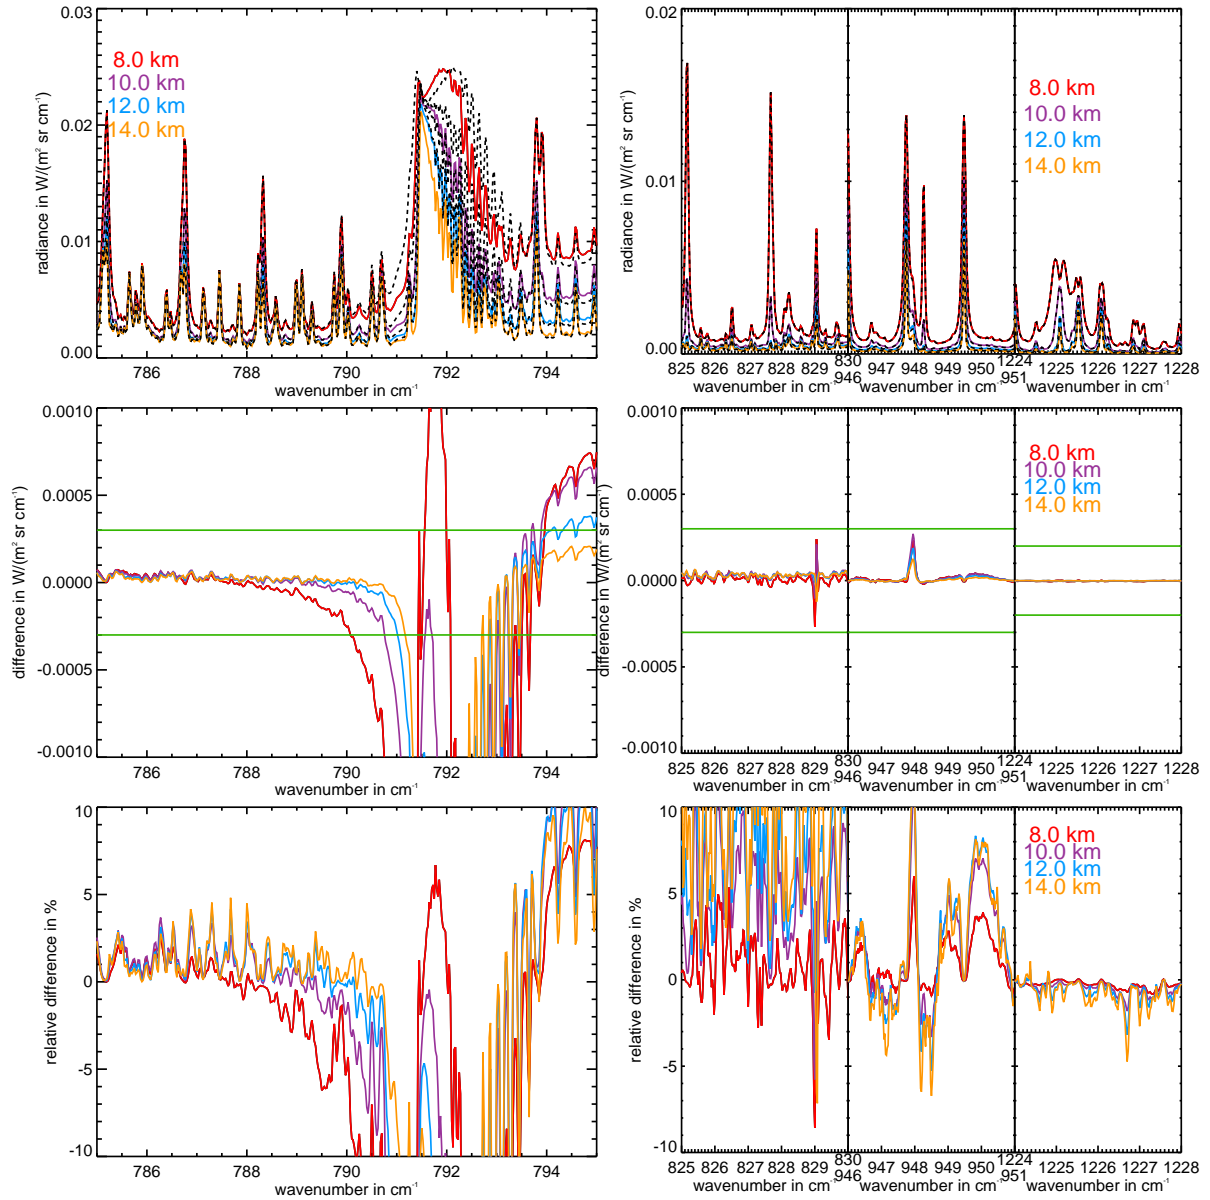 0.03
0.02
0.01
0.00
radiance in W/(m² sr cm⁻¹)
8.0 km
10.0 km
12.0 km
14.0 km
786 788 790 792 794
wavenumber in cm⁻¹
0.02
0.01
0.00
radiance in W/(m² sr cm⁻¹)
8.0 km
10.0 km
12.0 km
14.0 km
825 826 827 828 829 830 947 948 949 950 1224 1225 1226 1227 1228
946 951
wavenumber in cm⁻¹ wavenumber in cm⁻¹ wavenumber in cm⁻¹
0.0010
0.0005
0.0000
-0.0005
-0.0010
difference in W/(m² sr cm⁻¹)
786 788 790 792 794
wavenumber in cm⁻¹
0.0010
0.0005
0.0000
-0.0005
-0.0010
difference in W/(m² sr cm⁻¹)
8.0 km
10.0 km
12.0 km
14.0 km
825 826 827 828 829 830 947 948 949 950 1224 1225 1226 1227 1228
946 951
wavenumber in cm⁻¹ wavenumber in cm⁻¹ wavenumber in cm⁻¹
10
5
0
-5
-10
relative difference in %
786 788 790 792 794
wavenumber in cm⁻¹
10
5
0
-5
-10
relative difference in %
8.0 km
10.0 km
12.0 km
14.0 km
825 826 827 828 829 830 947 948 949 950 1224 1225 1226 1227 1228
946 951
wavenumber in cm⁻¹ wavenumber in cm⁻¹ wavenumber in cm⁻¹